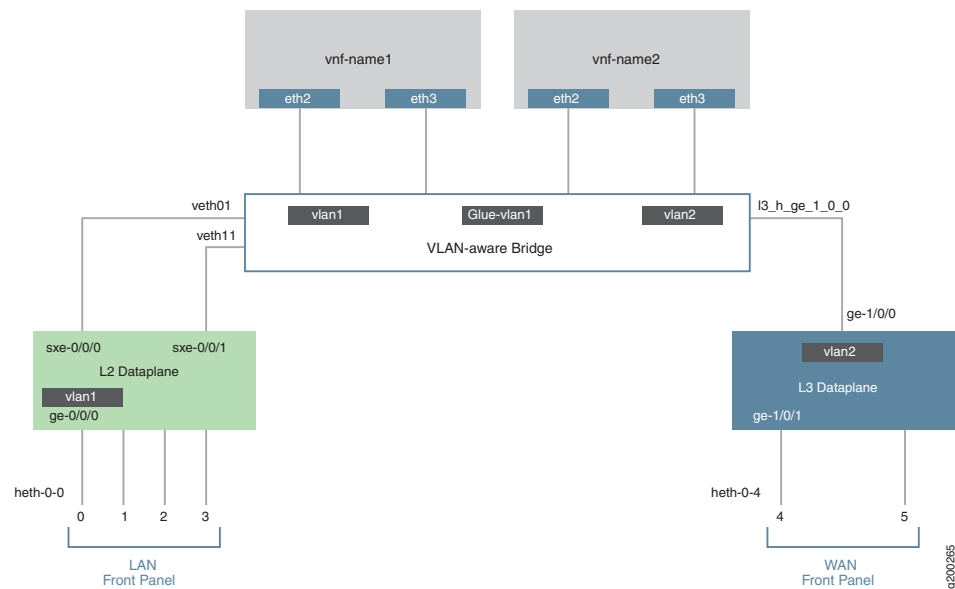 vnf-name1
vnf-name2
eth2
eth3
eth2
eth3
veth01
vlan1
Glue-vlan1
vlan2
l3_h_ge_1_0_0
veth11
VLAN-aware Bridge
ge-1/0/0
sxe-0/0/0
sxe-0/0/1
vlan2
L2 Dataplane
L3 Dataplane
vlan1
ge-0/0/0
ge-1/0/1
heth-0-0
heth-0-4
0
1
2
3
4
5
LAN
Front Panel
WAN
Front Panel
g200265